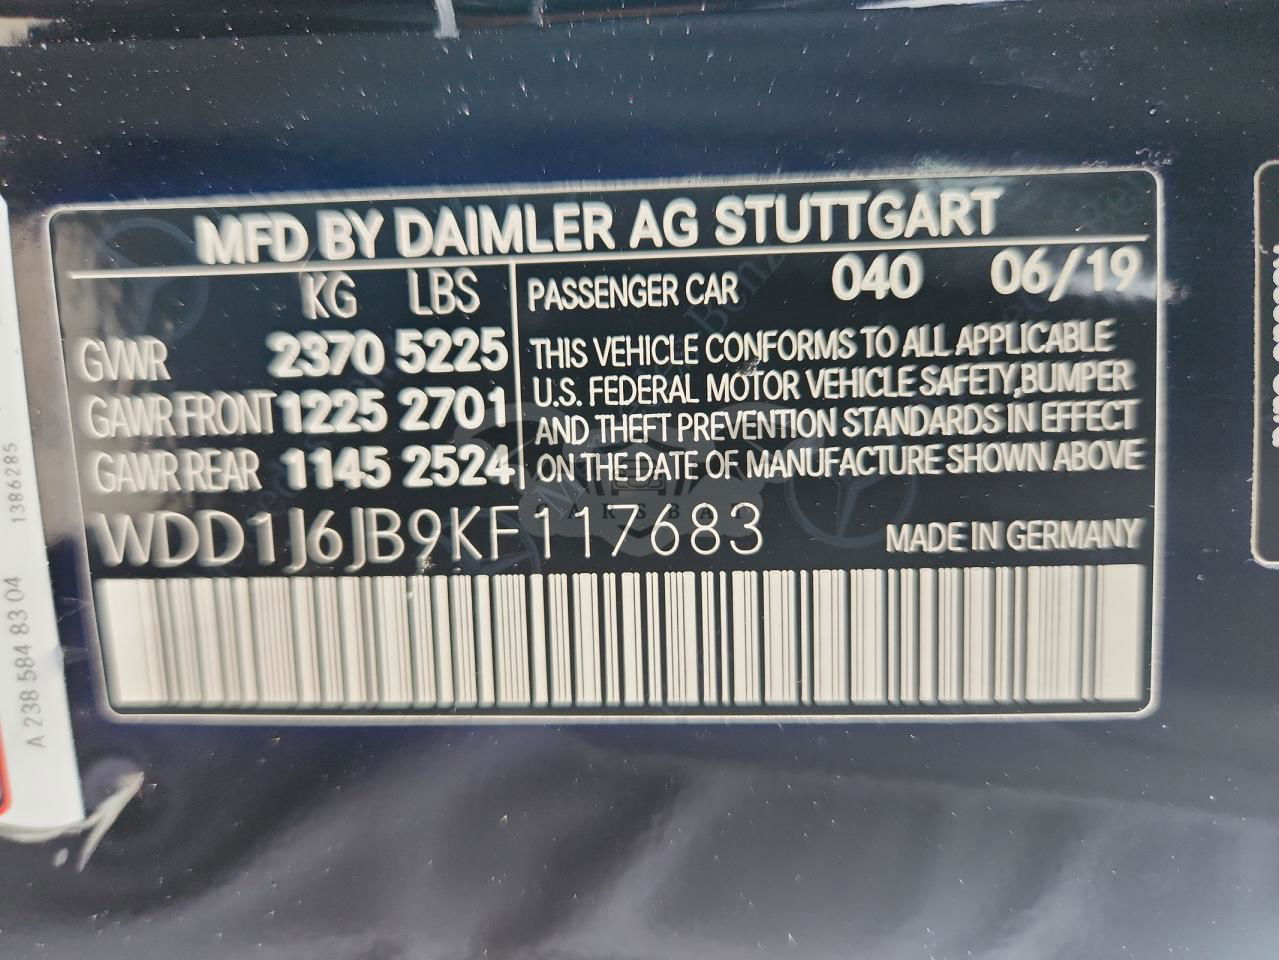 MFD BY DAIMLER AG STUTTGART
KG LBS
GVWR 2370 5225
GAWR FRONT 1225 2701
GAWR REAR 1145 2524
PASSENGER CAR 040 06/19
THIS VEHICLE CONFORMS TO ALL APPLICABLE
U.S. FEDERAL MOTOR VEHICLE SAFETY, BUMPER
AND THEFT PREVENTION STANDARDS IN EFFECT
ON THE DATE OF MANUFACTURE SHOWN ABOVE
WDD1J6JB9KF117683
MADE IN GERMANY
A 238 584 83 04
1386285
CARSBA